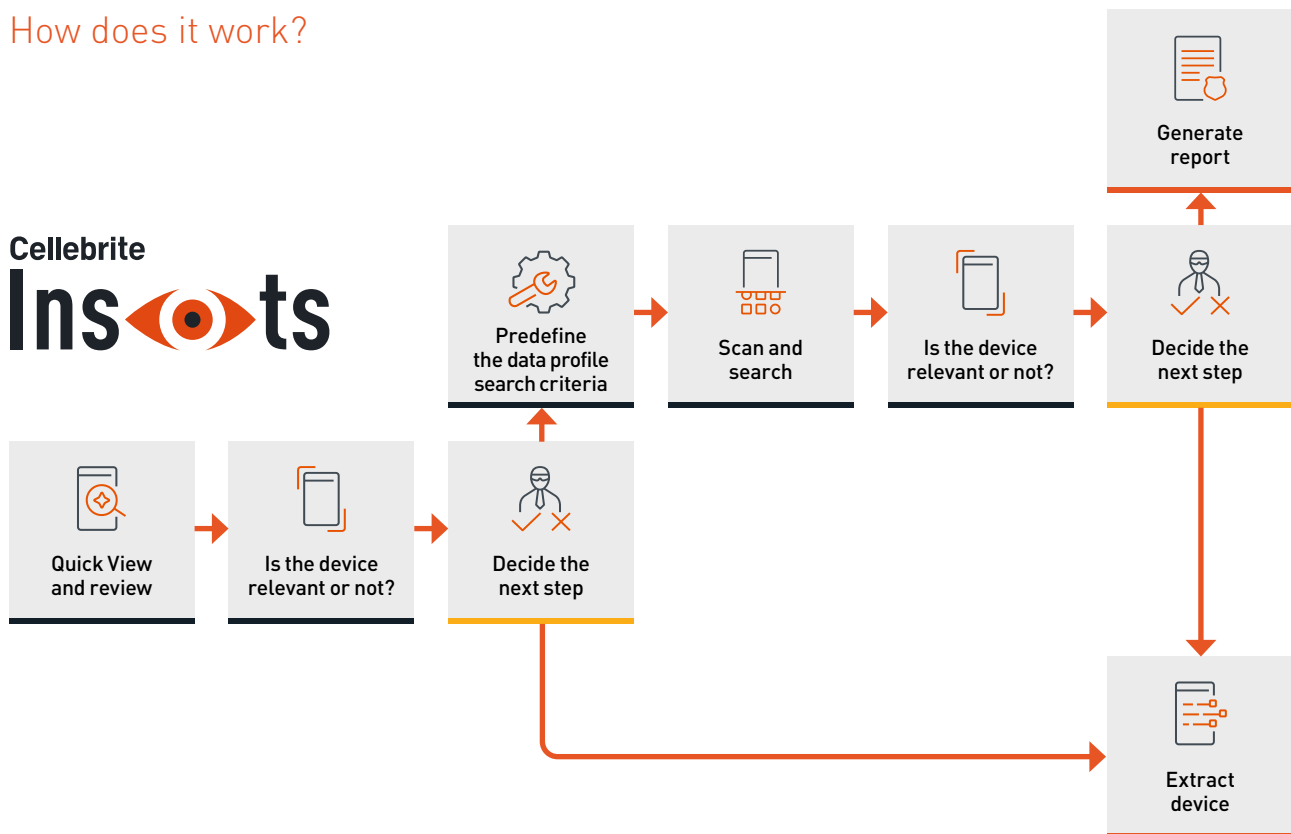 How does it work?
Generate
report
Cellebrite
Ins ts
Predefine
the data profile
search criteria
Scan and
search
Is the device
relevant or not?
Decide the
next step
Quick View
and review
Is the device
relevant or not?
Decide the
next step
Extract
device